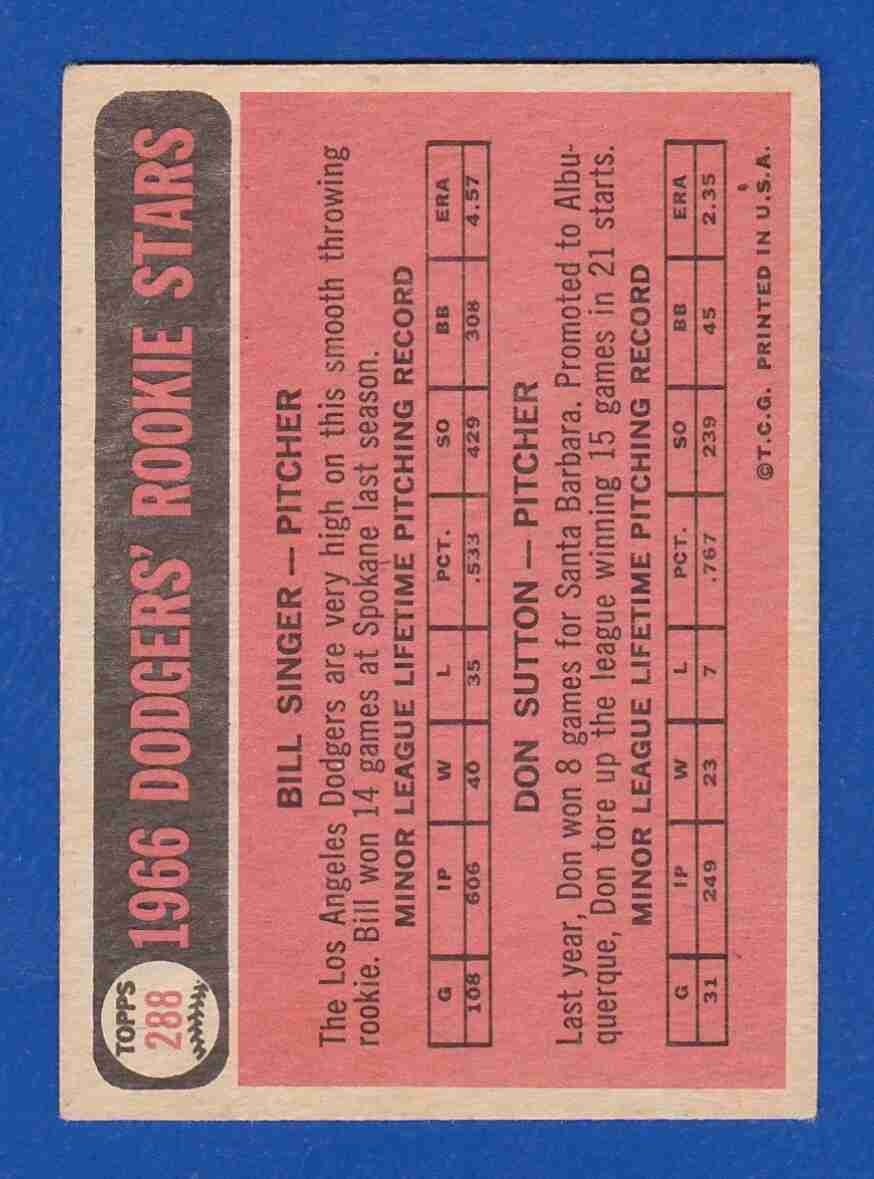 TOPPS
288
1966 DODGERS' ROOKIE STARS
BILL SINGER — PITCHER
The Los Angeles Dodgers are very high on this smooth throwing
rookie. Bill won 14 games at Spokane last season.
MINOR LEAGUE LIFETIME PITCHING RECORD
G IP W L PCT. SO BB ERA
108 606 40 35 .533 429 308 4.57
DON SUTTON — PITCHER
Last year, Don won 8 games for Santa Barbara. Promoted to Albu-
querque, Don tore up the league winning 15 games in 21 starts.
MINOR LEAGUE LIFETIME PITCHING RECORD
G IP W L PCT. SO BB ERA
31 249 23 7 .767 239 45 2.35
©T.C.G. PRINTED IN U.S.A.